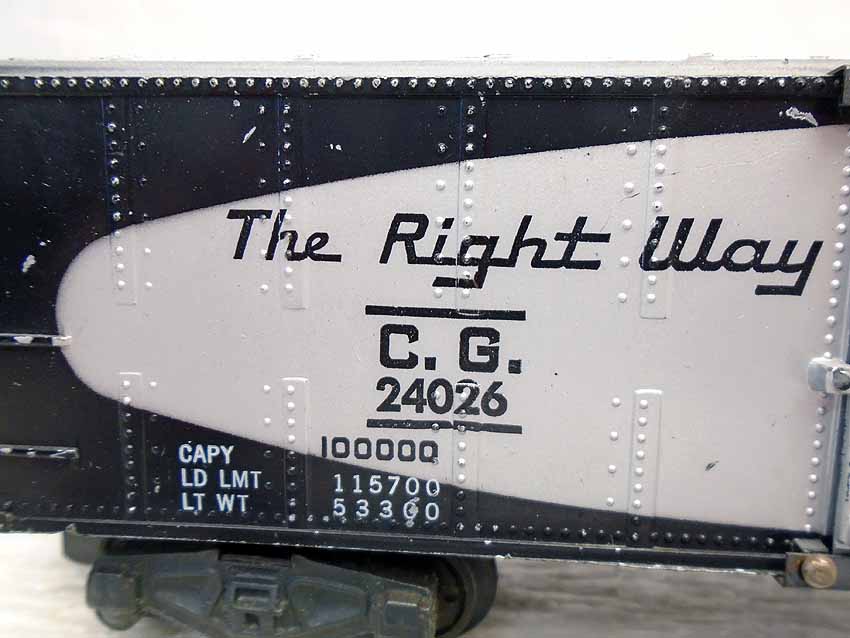 The Right Way
C. G.
24026
CAPY 100000
LD LMT. 115700
LT WT 53300